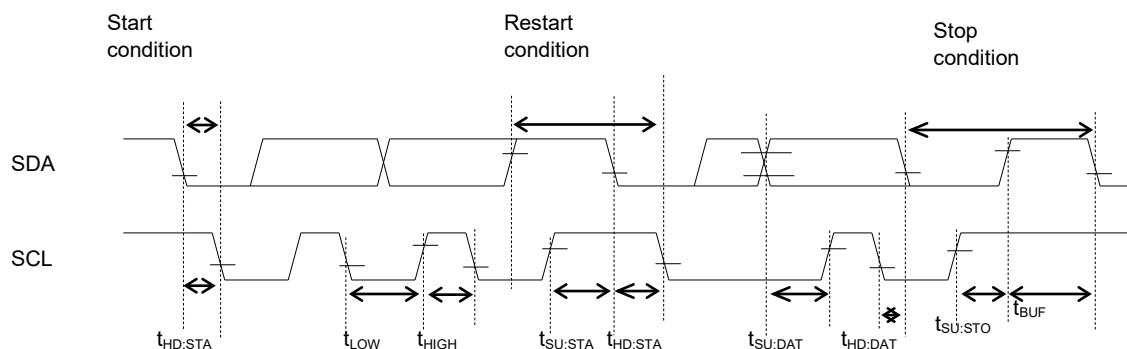 Start
condition
Restart
condition
Stop
condition
SDA
SCL
tHD:STA
tLOW
tHIGH
tSU:STA
tHD:STA
tSU:DAT
tHD:DAT
tSU:STO
tBUF